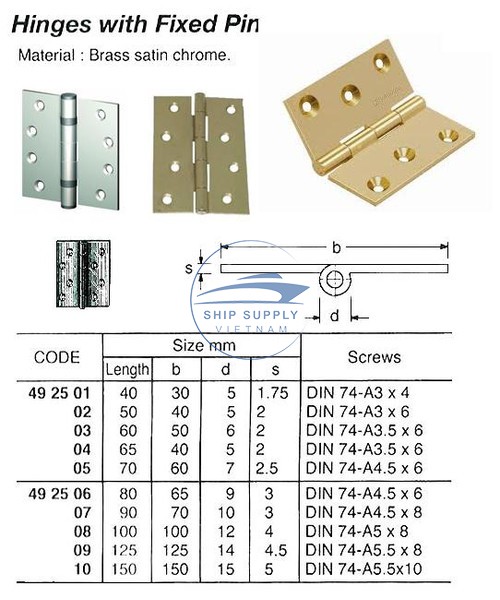 Hinges with Fixed Pin
Material : Brass satin chrome.
b
s
d
SHIP SUPPLY
VIETNAM
CODE Size mm Screws
Length b d s
49 25 01 40 30 5 1.75 DIN 74-A3 x 4
02 50 40 5 2 DIN 74-A3 x 6
03 60 50 6 2 DIN 74-A3.5 x 6
04 65 40 5 2 DIN 74-A3.5 x 6
05 70 60 7 2.5 DIN 74-A4.5 x 6
49 25 06 80 65 9 3 DIN 74-A4.5 x 6
07 90 70 10 3 DIN 74-A4.5 x 8
08 100 100 12 4 DIN 74-A5 x 8
09 125 125 14 4.5 DIN 74-A5.5 x 8
10 150 150 15 5 DIN 74-A5.5x10